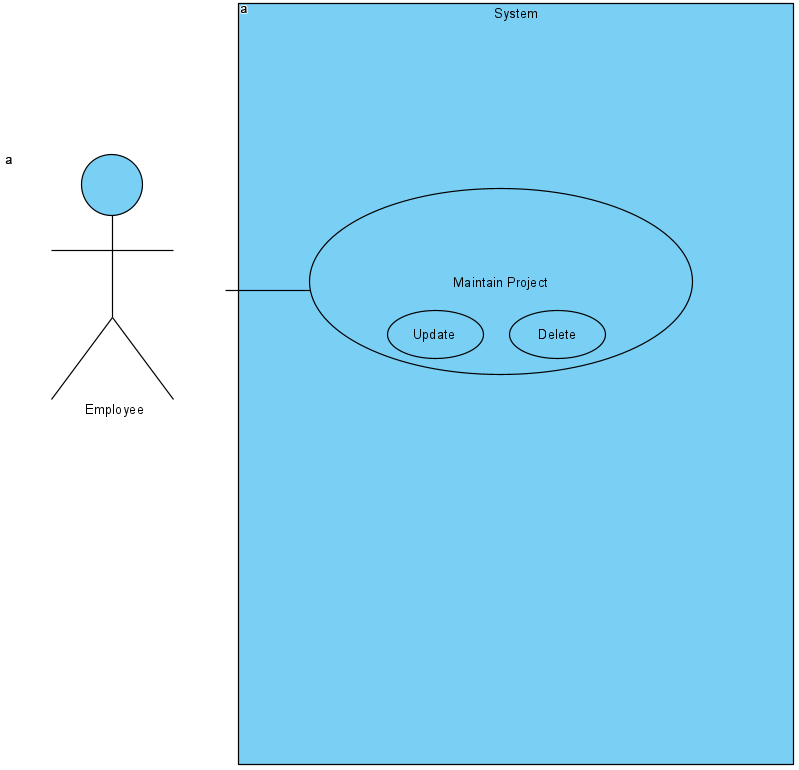 a
System
a
Maintain Project
Update
Delete
Employee